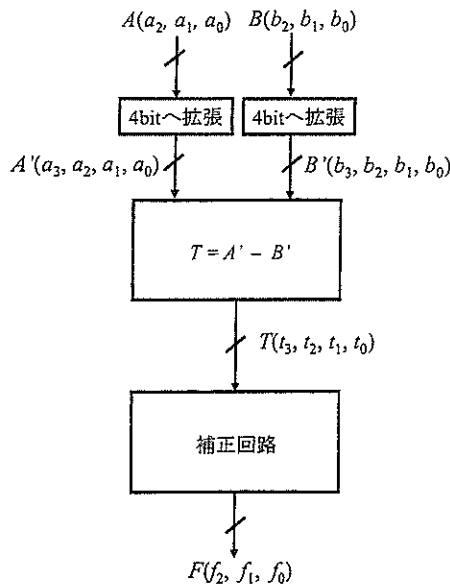 A(a₂, a₁, a₀) B(b₂, b₁, b₀)
4bitへ拡張 4bitへ拡張
A'(a₃, a₂, a₁, a₀) B'(b₃, b₂, b₁, b₀)
T = A' − B'
T(t₃, t₂, t₁, t₀)
補正回路
F(f₂, f₁, f₀)